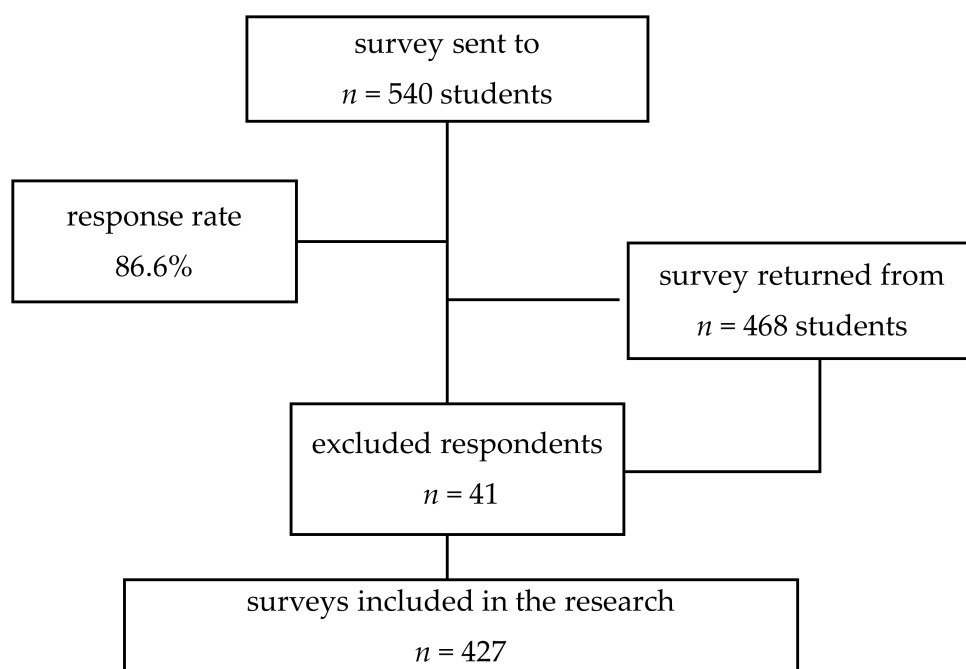 survey sent to
n = 540 students
response rate
86.6%
survey returned from
n = 468 students
excluded respondents
n = 41
surveys included in the research
n = 427